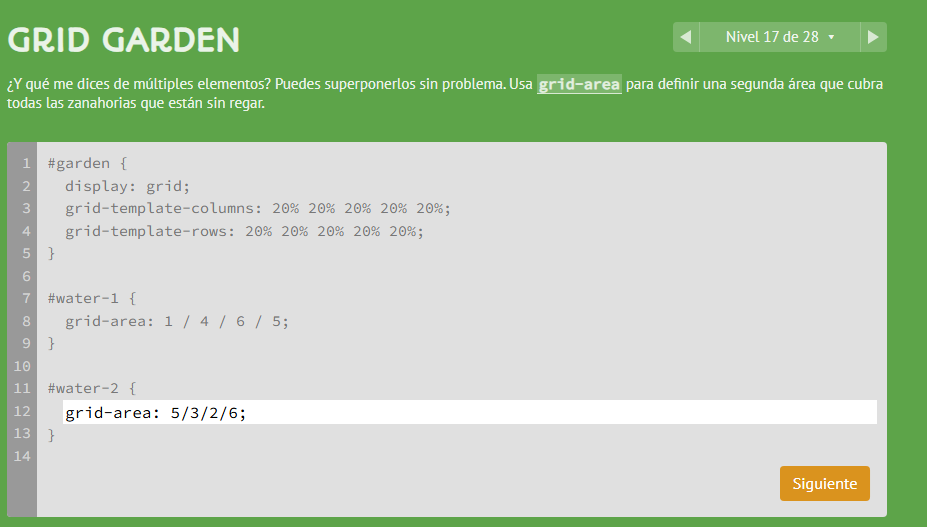 GRID GARDEN
Nivel 17 de 28
¿Y qué me dices de múltiples elementos? Puedes superponerlos sin problema. Usa grid-area para definir una segunda área que cubra
todas las zanahorias que están sin regar.
1 #garden {
2 display: grid;
3 grid-template-columns: 20% 20% 20% 20% 20%;
4 grid-template-rows: 20% 20% 20% 20% 20%;
5 }
6
7 #water-1 {
8 grid-area: 1 / 4 / 6 / 5;
9 }
10
11 #water-2 {
12 grid-area: 5/3/2/6;
13 }
14
Siguiente